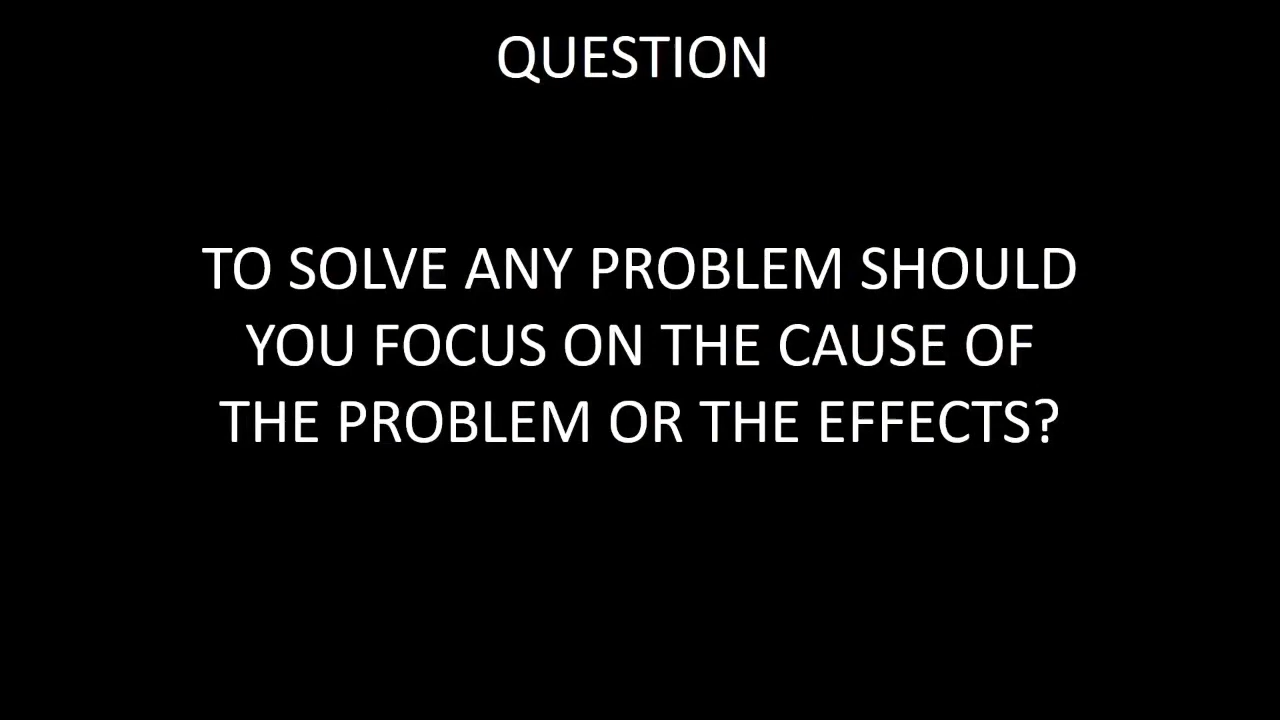 QUESTION
TO SOLVE ANY PROBLEM SHOULD
YOU FOCUS ON THE CAUSE OF
THE PROBLEM OR THE EFFECTS?